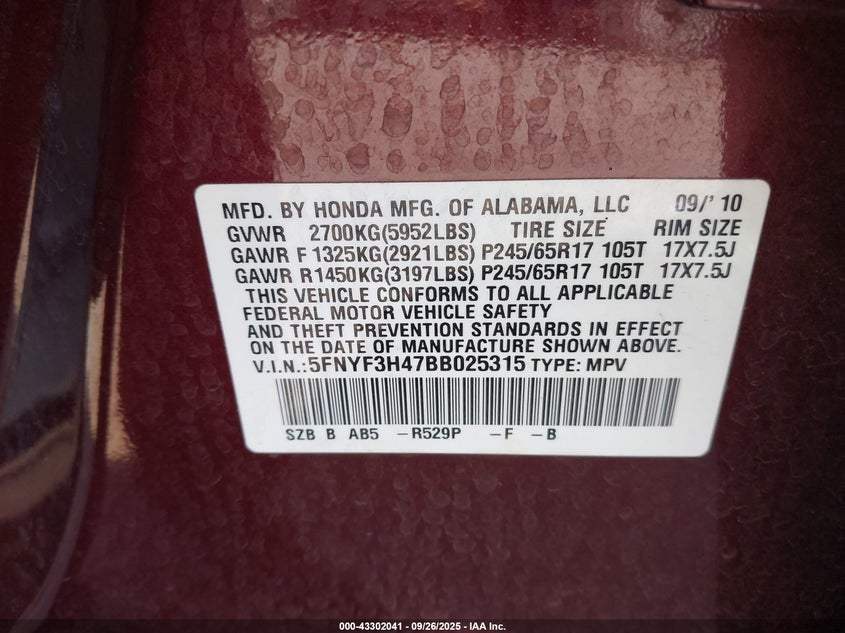 MFD. BY HONDA MFG. OF ALABAMA, LLC 09/' 10
GVWR 2700KG(5952LBS) TIRE SIZE RIM SIZE
GAWR F 1325KG(2921LBS) P245/65R17 105T 17X7.5J
GAWR R1450KG(3197LBS) P245/65R17 105T 17X7.5J
THIS VEHICLE CONFORMS TO ALL APPLICABLE
FEDERAL MOTOR VEHICLE SAFETY
AND THEFT PREVENTION STANDARDS IN EFFECT
ON THE DATE OF MANUFACTURE SHOWN ABOVE.
V.I.N.:5FNYF3H47BB025315 TYPE: MPV
SZB B AB5 -R529P -F -B
000-43302041 - 09/26/2025 - IAA Inc.